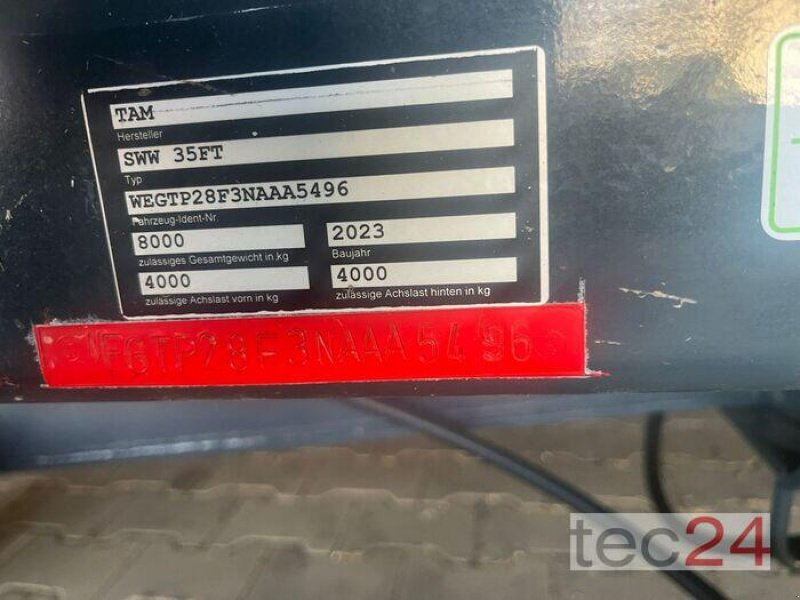 TAM
Hersteller
SWW 35FT
Typ
WEGTP28F3NAAA5496
Fahrzeug-Ident-Nr.
8000 2023
zulässiges Gesamtgewicht in kg Baujahr
4000 4000
zulässige Achslast vorn in kg zulässige Achslast hinten in kg
EGTP28F3NAAA5496
tec24